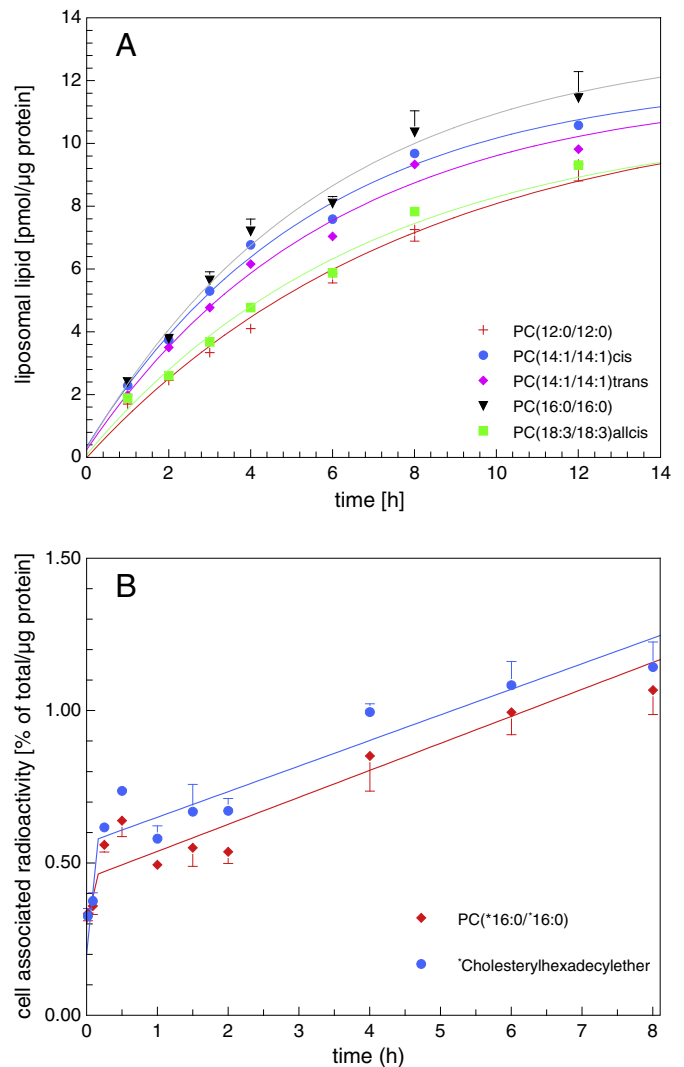 A
liposomal lipid [pmol/µg protein]
14
12
10
8
6
4
2
0
PC(12:0/12:0)
PC(14:1/14:1)cis
PC(14:1/14:1)trans
PC(16:0/16:0)
PC(18:3/18:3)allcis
0 2 4 6 8 10 12 14
time [h]
B
cell associated radioactivity [% of total/µg protein]
1.50
1.00
0.50
0.00
PC(*16:0/*16:0)
*Cholesterylhexadecylether
0 1 2 4 6 8
time (h)